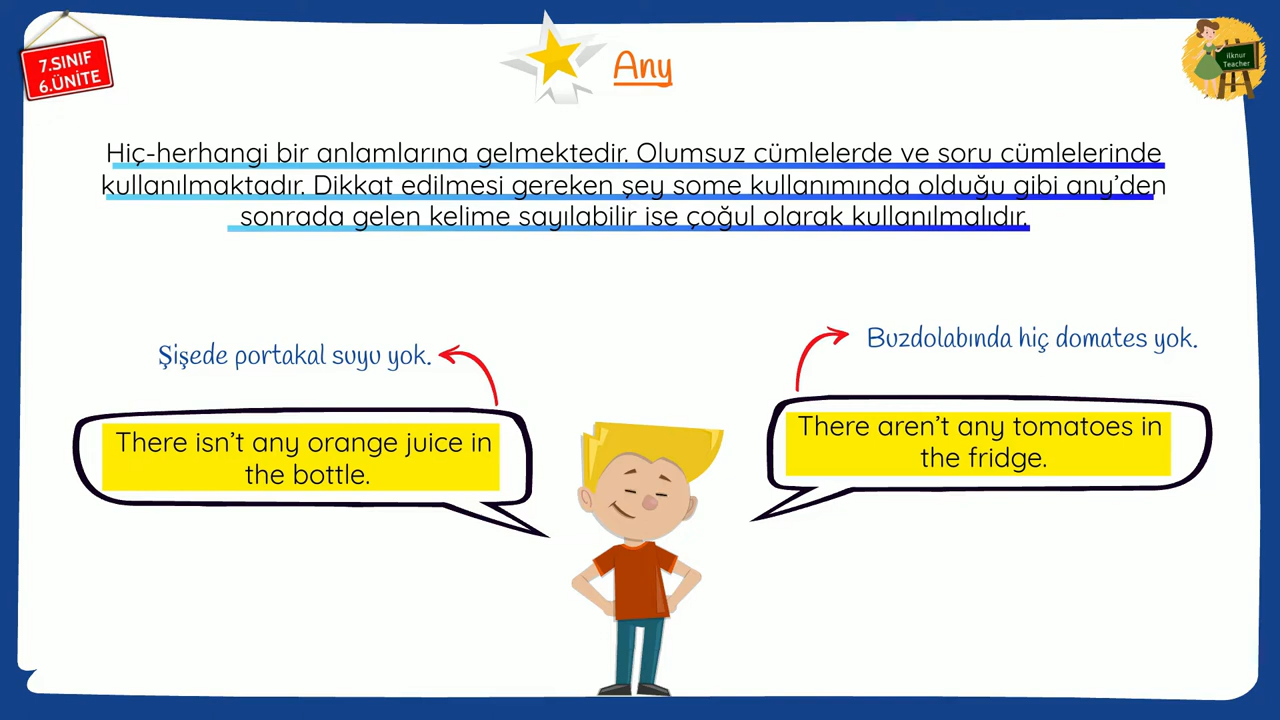 7.SINIF
6.ÜNİTE
Any
ilknur
Teacher
Hiç-herhangi bir anlamlarına gelmektedir. Olumsuz cümlelerde ve soru cümlelerinde
kullanılmaktadır. Dikkat edilmesi gereken şey some kullanımında olduğu gibi any’den
sonrada gelen kelime sayılabilir ise çoğul olarak kullanılmalıdır.
Şişede portakal suyu yok.
Buzdolabında hiç domates yok.
There isn’t any orange juice in
the bottle.
There aren’t any tomatoes in
the fridge.